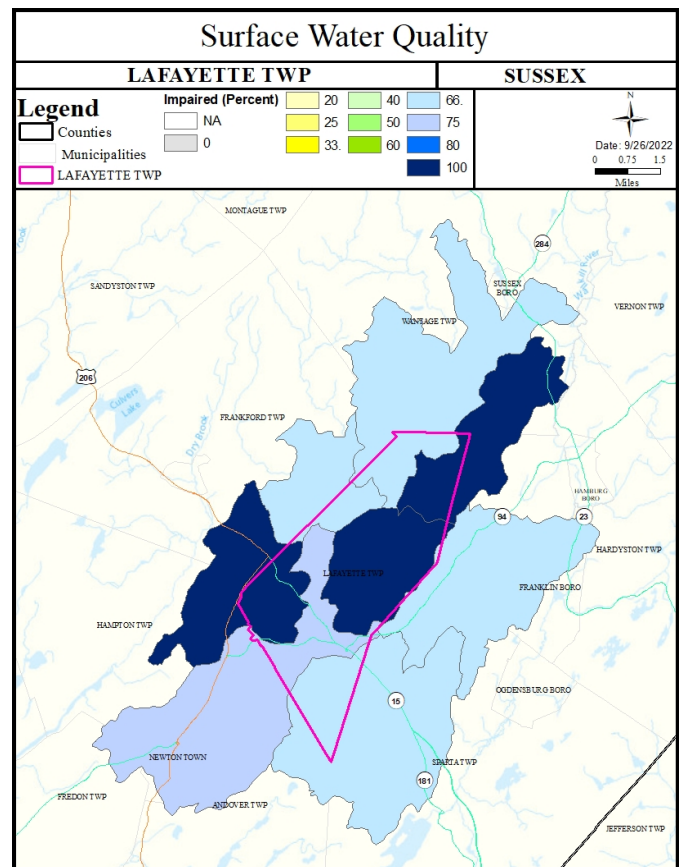 Surface Water Quality
LAFAYETTE TWP
SUSSEX
Legend
Counties
Municipalities
LAFAYETTE TWP
Impaired (Percent)
NA
0
20
25
33.
40
50
60
66.
75
80
100
N
Date: 9/26/2022
0 0.75 1.5
Miles
MONTAGUE TWP
284
SANDYSTON TWP
SUSSEX
BORO
VERNON TWP
WANSAGE TWP
206
Culvers
Lake
FRANKFORD TWP
Dry Brook
HAMBURG
BORO
94
23
HARDYSTON TWP
LAFAYETTE TWP
FRANKLIN BORO
HAMPTON TWP
OGDENSBURG BORO
15
NEWTON TOWN
SPARTA TWP
181
FREDON TWP
ANDOVER TWP
JEFFERSON TWP